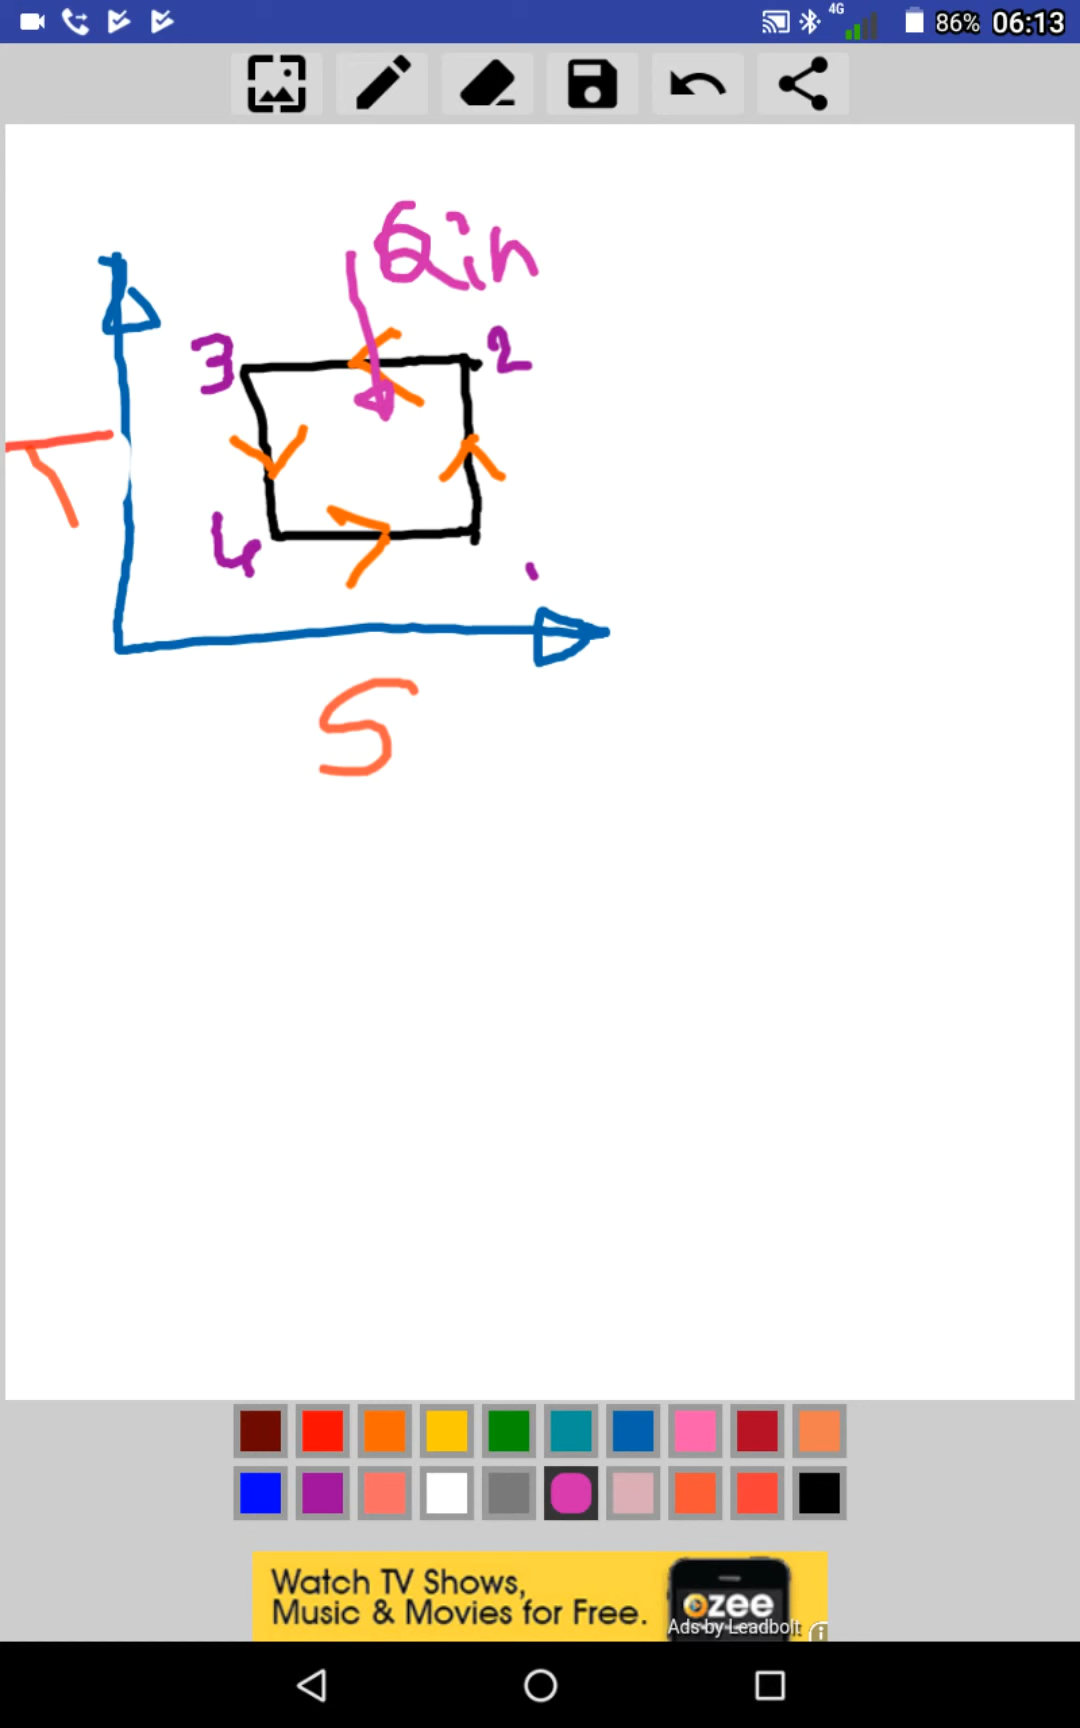 4G 86% 06:13
Qin
3 2
T
4
S
Watch TV Shows,
Music & Movies for Free.
ozee
Ads by Leadbolt